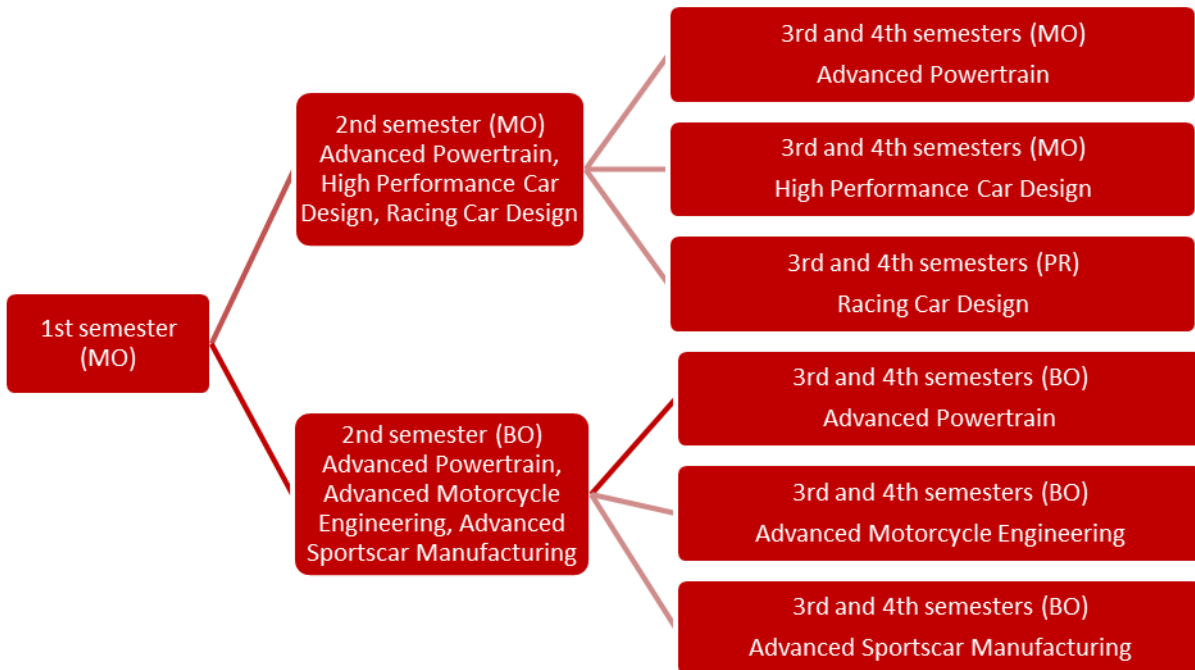 1st semester
(MO)
2nd semester (MO)
Advanced Powertrain,
High Performance Car
Design, Racing Car Design
2nd semester (BO)
Advanced Powertrain,
Advanced Motorcycle
Engineering, Advanced
Sportscar Manufacturing
3rd and 4th semesters (MO)
Advanced Powertrain
3rd and 4th semesters (MO)
High Performance Car Design
3rd and 4th semesters (PR)
Racing Car Design
3rd and 4th semesters (BO)
Advanced Powertrain
3rd and 4th semesters (BO)
Advanced Motorcycle Engineering
3rd and 4th semesters (BO)
Advanced Sportscar Manufacturing